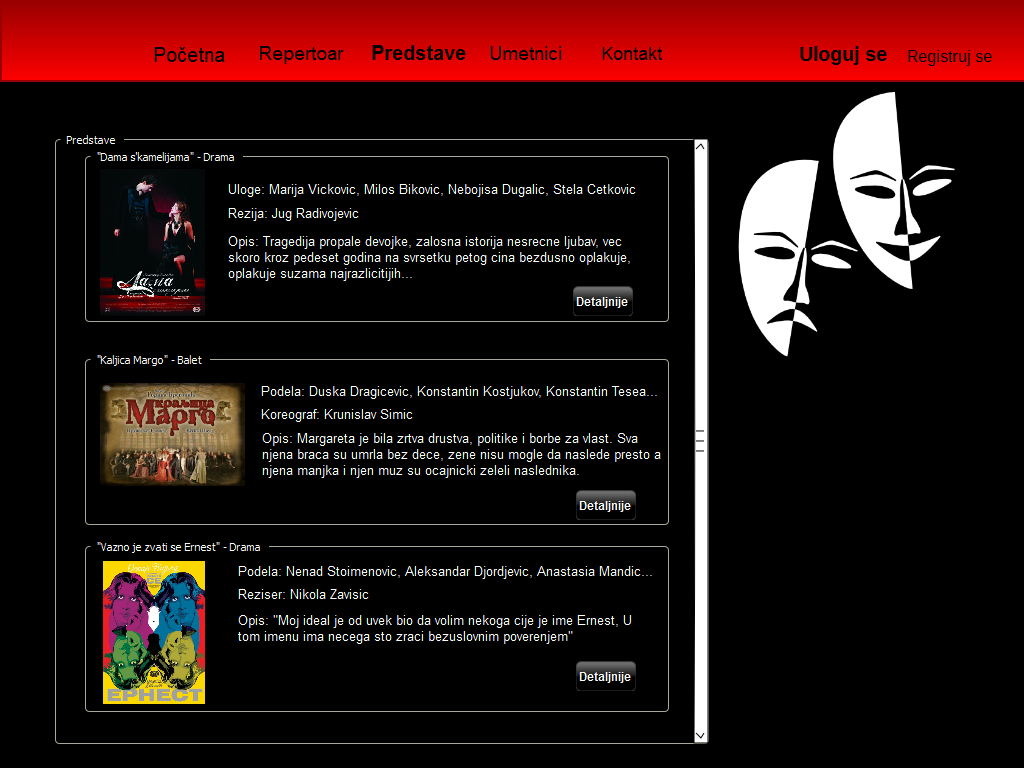 Početna Repertoar Predstave Umetnici Kontakt Uloguj se Registruj se
Predstave
"Dama s'kamelijama" - Drama
Uloge: Marija Vickovic, Milos Bikovic, Nebojisa Dugalic, Stela Cetkovic
Rezija: Jug Radivojevic
Opis: Tragedija propale devojke, zalosna istorija nesrecne ljubav, vec
skoro kroz pedeset godina na svrsetku petog cina bezdusno oplakuje,
oplakuje suzama najrazlicitijih...
Detaljnije
"Kaljica Margo" - Balet
краљица
Марго
Podela: Duska Dragicevic, Konstantin Kostjukov, Konstantin Tesea...
Koreograf: Krunislav Simic
Opis: Margareta je bila zrtva drustva, politike i borbe za vlast. Sva
njena braca su umrla bez dece, zene nisu mogle da naslede presto a
njena manjka i njen muz su ocajnicki zeleli naslednika.
Detaljnije
"Vazno je zvati se Ernest" - Drama
ЕРНЕСТ
Podela: Nenad Stoimenovic, Aleksandar Djordjevic, Anastasia Mandic...
Reziser: Nikola Zavisic
Opis: "Moj ideal je od uvek bio da volim nekoga cije je ime Ernest, U
tom imenu ima necega sto zraci bezuslovnim poverenjem"
Detaljnije